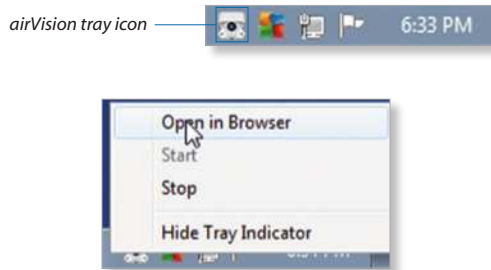 airVision tray icon
6:33 PM
Open in Browser
Start
Stop
Hide Tray Indicator